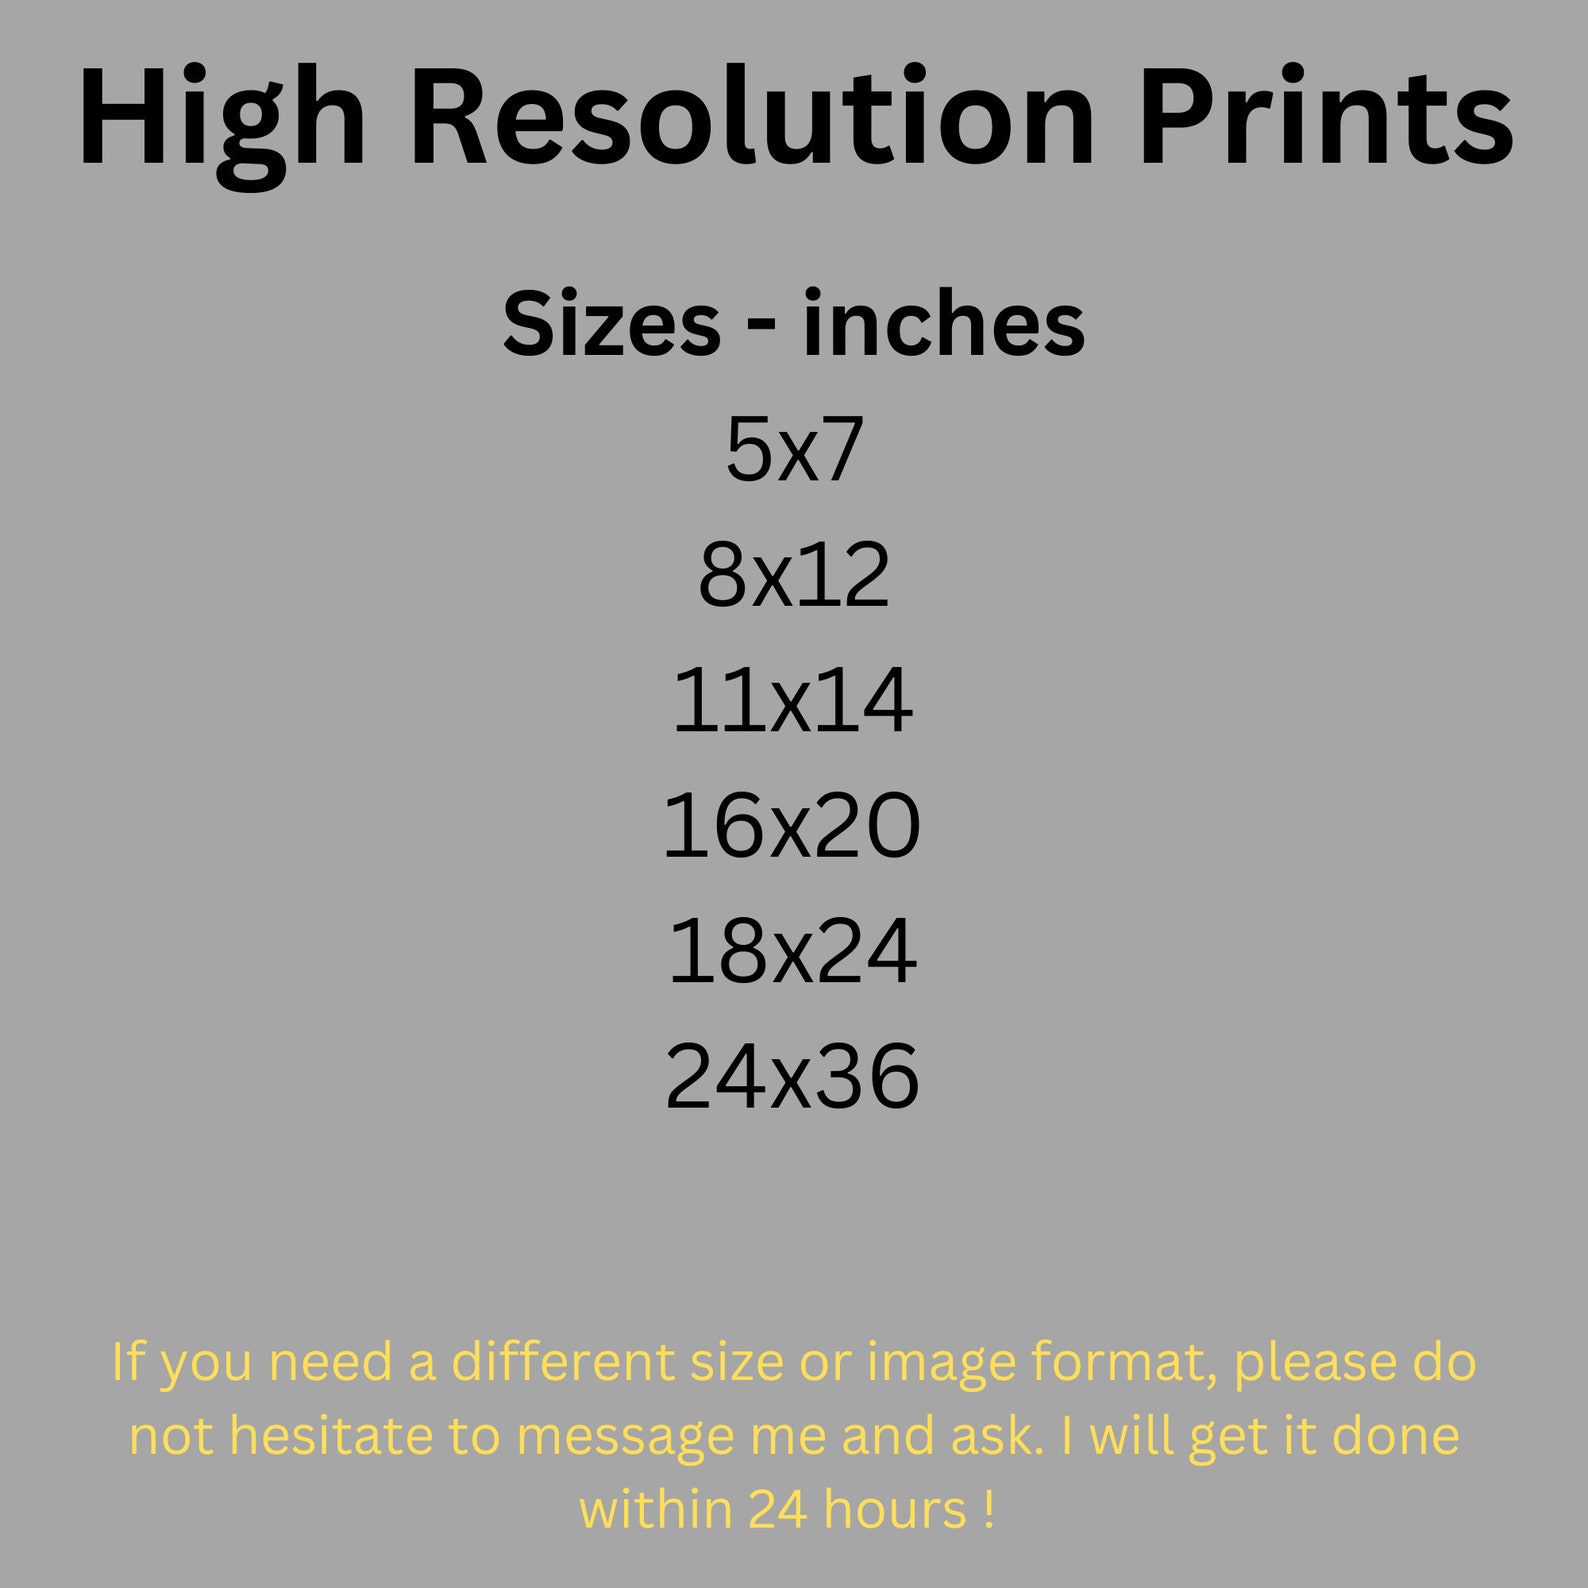 High Resolution Prints
Sizes - inches
5x7
8x12
11x14
16x20
18x24
24x36
If you need a different size or image format, please do
not hesitate to message me and ask. I will get it done
within 24 hours !